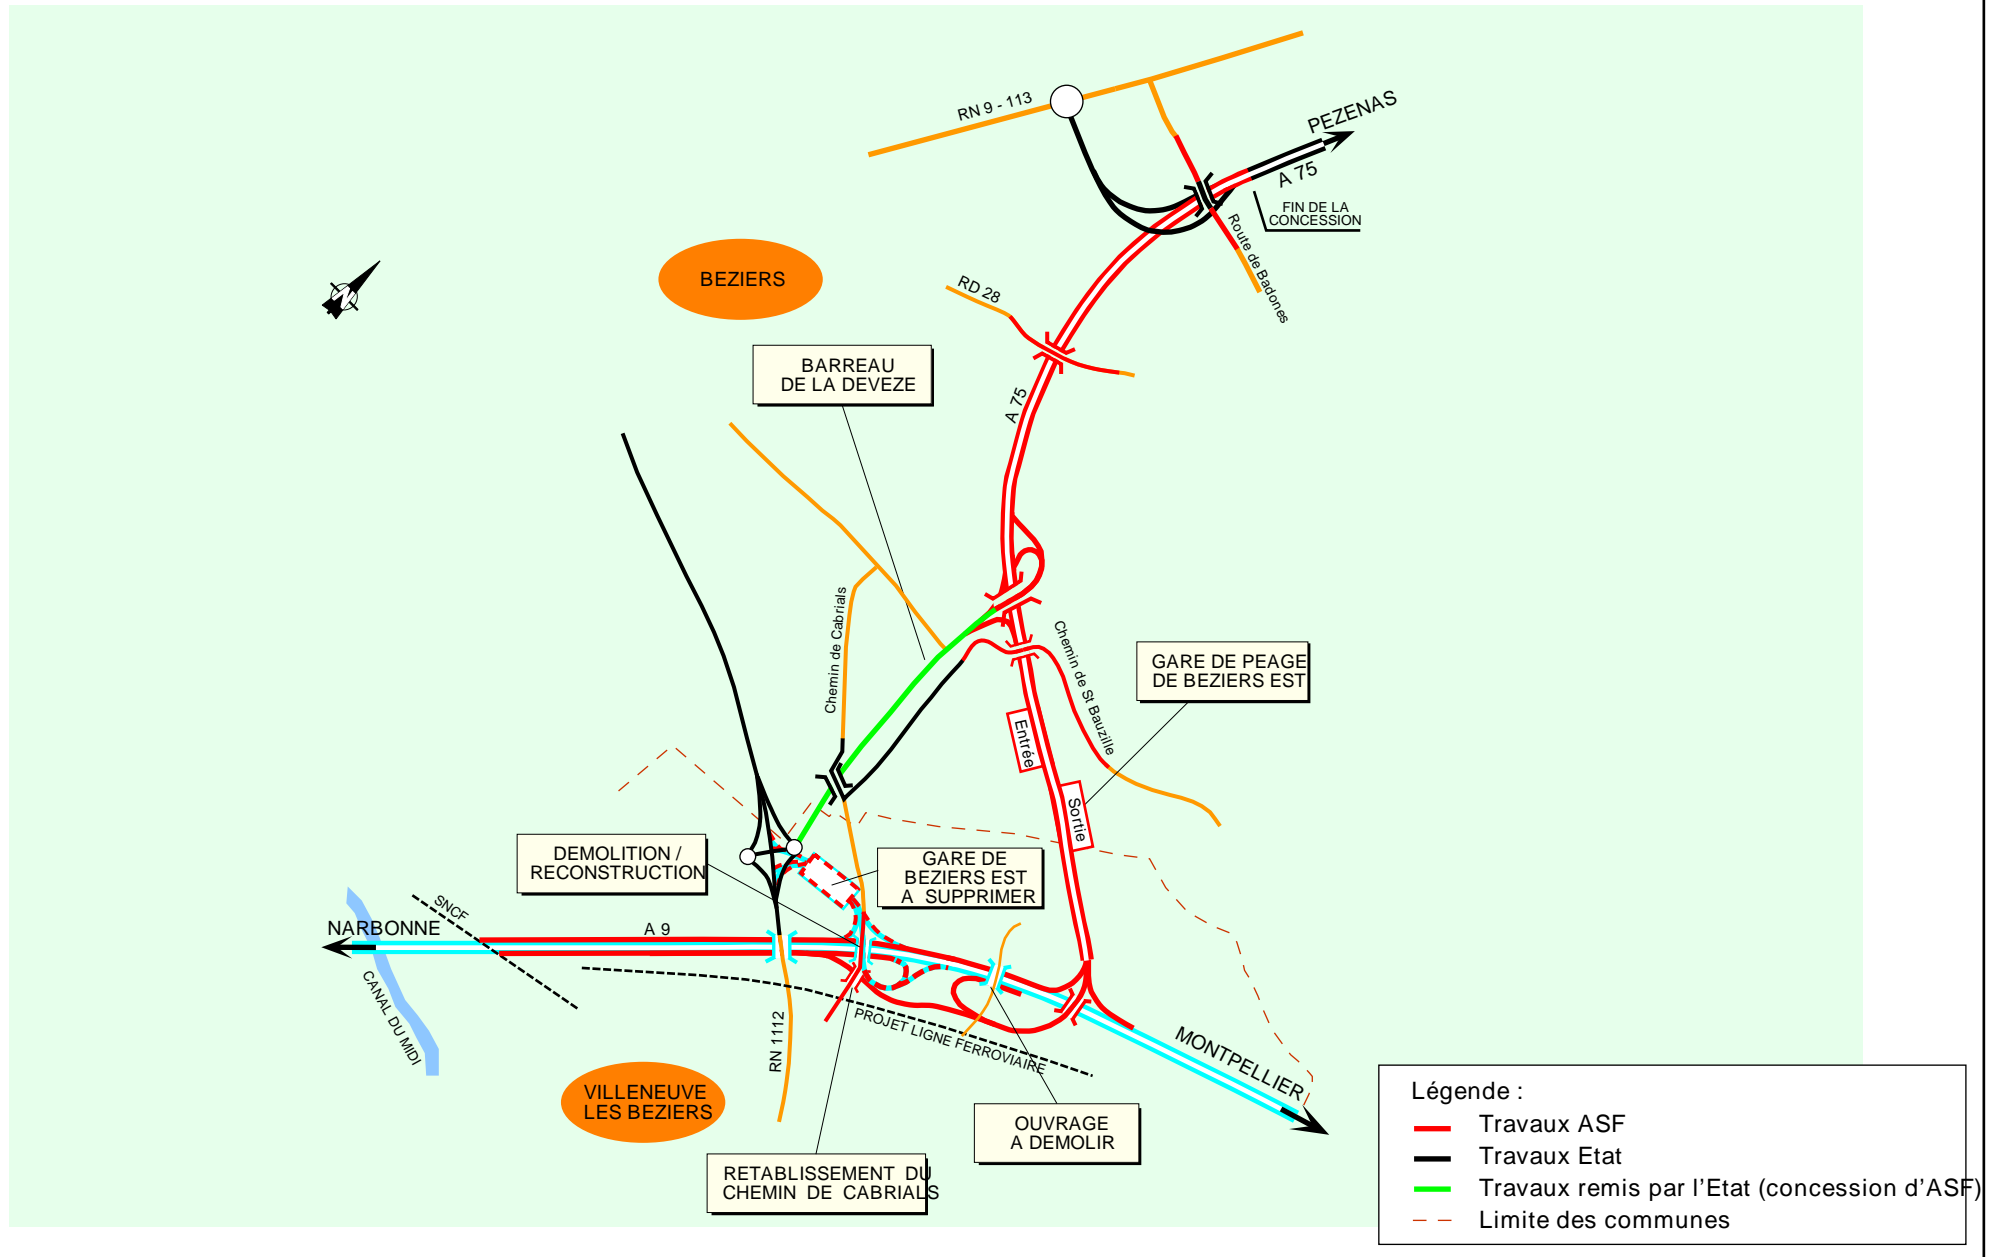 RN 9 - 113
PEZENAS
A 75
FIN DE LA
CONCESSION
Route de Badones
BEZIERS
N
RD 28
BARREAU
DE LA DEVEZE
A 75
Chemin de Cabrials
Chemin de St Bauzille
GARE DE PEAGE
DE BEZIERS EST
Entrée
Sortie
DEMOLITION /
RECONSTRUCTION
GARE DE
BEZIERS EST
A SUPPRIMER
SNCF
NARBONNE
A 9
CANAL DU MIDI
RN 1112
PROJET LIGNE FERROVIAIRE
MONTPELLIER
VILLENEUVE
LES BEZIERS
OUVRAGE
A DEMOLIR
RETABLISSEMENT DU
CHEMIN DE CABRIALS
Légende :
Travaux ASF
Travaux Etat
Travaux remis par l'Etat (concession d'ASF)
Limite des communes